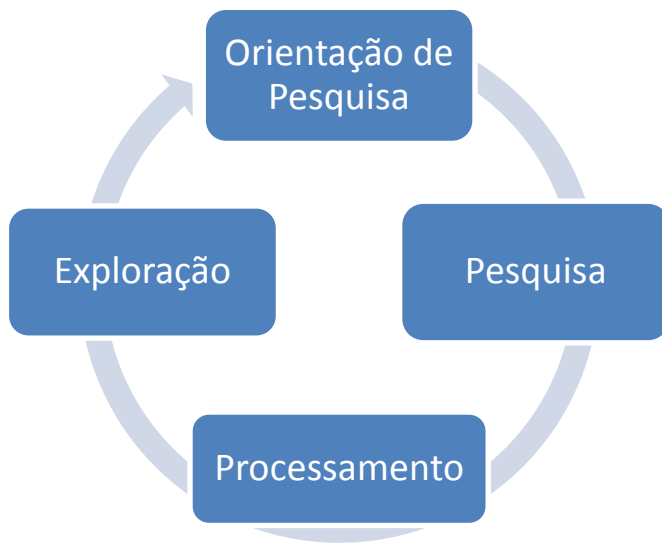 Orientação de
Pesquisa
Exploração
Pesquisa
Processamento